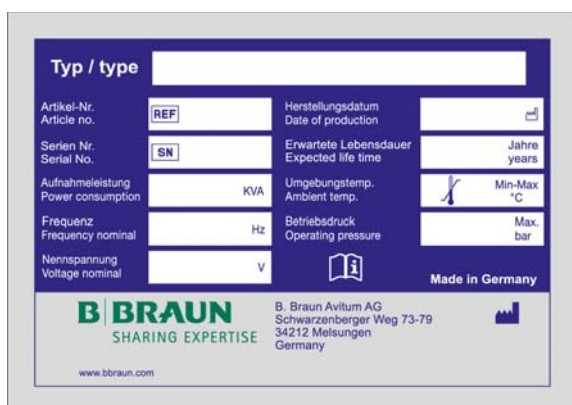 Typ / type
Artikel-Nr.
Article no.
REF
Herstellungsdatum
Date of production
Serien Nr.
Serial No.
SN
Erwartete Lebensdauer
Expected life time
Jahre
years
Aufnahmeleistung
Power consumption
KVA
Umgebungstemp.
Ambient temp.
Min-Max
°C
Frequenz
Frequency nominal
Hz
Betriebsdruck
Operating pressure
Max.
bar
Nennspannung
Voltage nominal
V
Made in Germany
B BRAUN
SHARING EXPERTISE
B. Braun Avitum AG
Schwarzenberger Weg 73-79
34212 Melsungen
Germany
www.bbraun.com